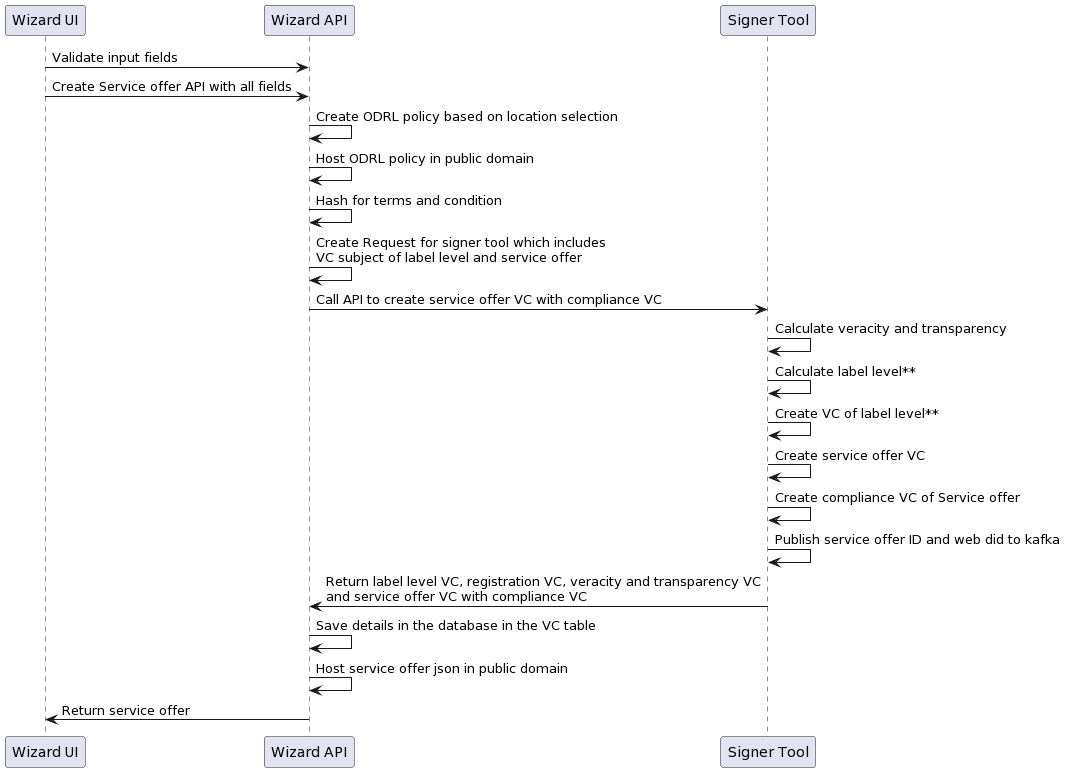 Wizard UI
Wizard API
Signer Tool
Validate input fields
Create Service offer API with all fields
Create ODRL policy based on location selection
Host ODRL policy in public domain
Hash for terms and condition
Create Request for signer tool which includes
VC subject of label level and service offer
Call API to create service offer VC with compliance VC
Calculate veracity and transparency
Calculate label level**
Create VC of label level**
Create service offer VC
Create compliance VC of Service offer
Publish service offer ID and web did to kafka
Return label level VC, registration VC, veracity and transparency VC
and service offer VC with compliance VC
Save details in the database in the VC table
Host service offer json in public domain
Return service offer
Wizard UI
Wizard API
Signer Tool